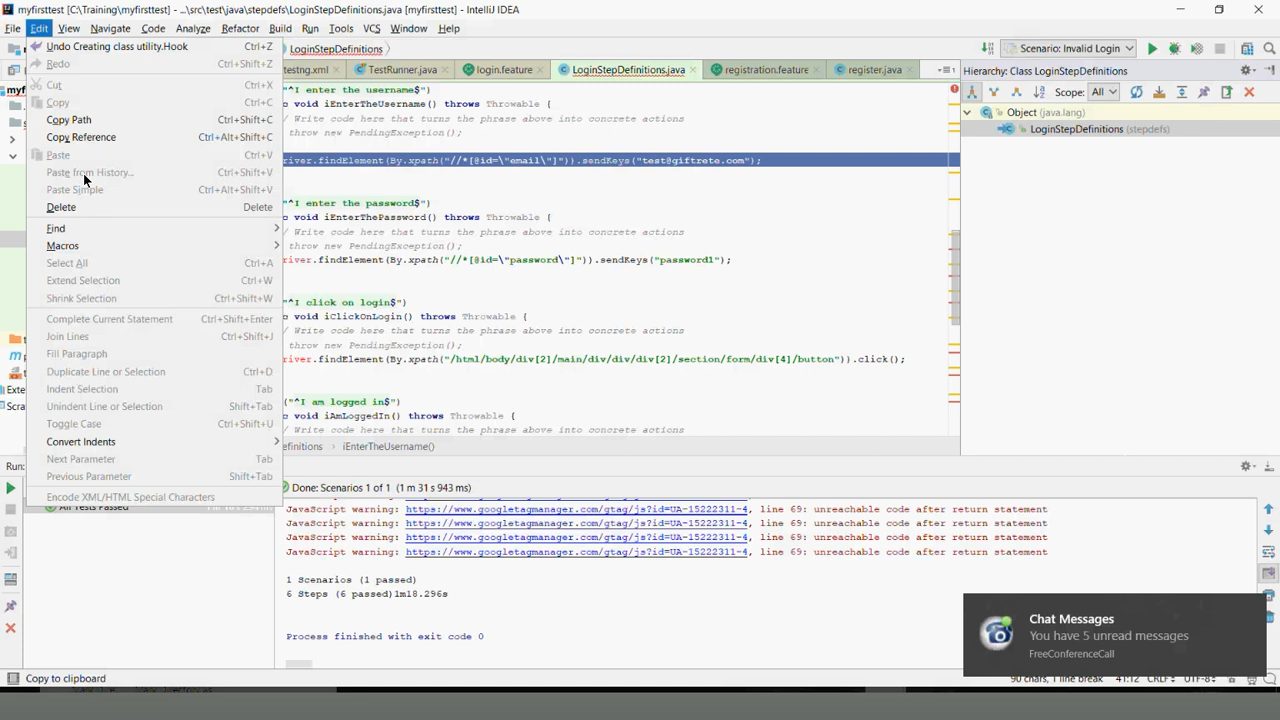 myfirsttest [C:\Training\myfirsttest] - ...\src\test\java\stepdefs\LoginStepDefinitions.java [myfirsttest] - IntelliJ IDEA
File Edit View Navigate Code Analyze Refactor Build Run Tools VCS Window Help
Undo Creating class utility.Hook Ctrl+Z
Redo Ctrl+Shift+Z
Cut Ctrl+X
Copy Ctrl+C
Copy Path Ctrl+Shift+C
Copy Reference Ctrl+Alt+Shift+C
Paste Ctrl+V
Paste from History... Ctrl+Shift+V
Paste Simple Ctrl+Alt+Shift+V
Delete Delete
Find
Macros
Select All Ctrl+A
Extend Selection Ctrl+W
Shrink Selection Ctrl+Shift+W
Complete Current Statement Ctrl+Shift+Enter
Join Lines Ctrl+Shift+J
Fill Paragraph
Duplicate Line or Selection Ctrl+D
Indent Selection Tab
Unindent Line or Selection Shift+Tab
Toggle Case Ctrl+Shift+U
Convert Indents
Next Parameter Tab
Previous Parameter Shift+Tab
Encode XML/HTML Special Characters
LoginStepDefinitions
Scenario: Invalid Login
testng.xml TestRunner.java login.feature LoginStepDefinitions.java registration.feature register.java
"^I enter the username$")
void iEnterTheUsername() throws Throwable {
/ Write code here that turns the phrase above into concrete actions
throw new PendingException();
river.findElement(By.xpath("//*[@id=\"email\"]")).sendKeys("test@giftrete.com");
"^I enter the password$")
c void iEnterThePassword() throws Throwable {
/ Write code here that turns the phrase above into concrete actions
throw new PendingException();
river.findElement(By.xpath("//*[@id=\"password\"]")).sendKeys("password1");
"^I click on login$")
c void iClickOnLogin() throws Throwable {
/ Write code here that turns the phrase above into concrete actions
throw new PendingException();
river.findElement(By.xpath("/html/body/div[2]/main/div/div/div[2]/section/form/div[4]/button")).click();
("^I am logged in$")
c void iAmLoggedIn() throws Throwable {
/ Write code here that turns the phrase above into concrete actions
efinitions › iEnterTheUsername()
Hierarchy: Class LoginStepDefinitions
Scope: All
Object (java.lang)
LoginStepDefinitions (stepdefs)
myf
Exte
Scra
Run:
All Tests Passed
Done: Scenarios 1 of 1 (1 m 31 s 943 ms)
JavaScript warning: https://www.googletagmanager.com/gtag/js?id=UA-15222311-4, line 69: unreachable code after return statement
JavaScript warning: https://www.googletagmanager.com/gtag/js?id=UA-15222311-4, line 69: unreachable code after return statement
JavaScript warning: https://www.googletagmanager.com/gtag/js?id=UA-15222311-4, line 69: unreachable code after return statement
JavaScript warning: https://www.googletagmanager.com/gtag/js?id=UA-15222311-4, line 69: unreachable code after return statement
1 Scenarios (1 passed)
6 Steps (6 passed)1m18.296s
Process finished with exit code 0
Chat Messages
You have 5 unread messages
FreeConferenceCall
Copy to clipboard
90 chars, 1 line break 41:12 CRLF UTF-8